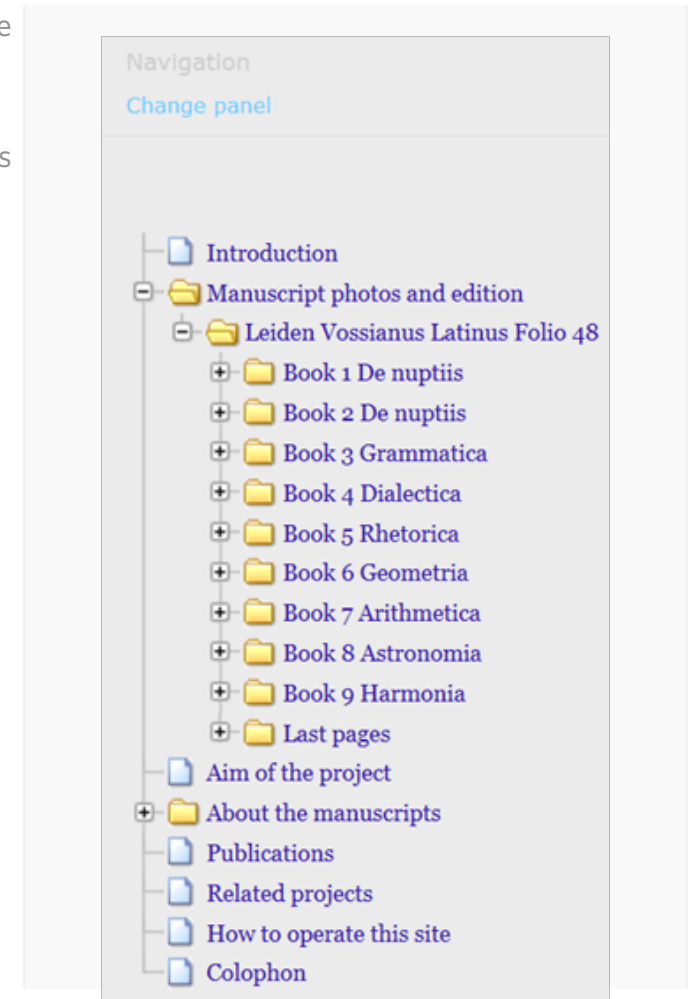 e
s
Navigation
Change panel
Introduction
Manuscript photos and edition
Leiden Vossianus Latinus Folio 48
Book 1 De nuptiis
Book 2 De nuptiis
Book 3 Grammatica
Book 4 Dialectica
Book 5 Rhetorica
Book 6 Geometria
Book 7 Arithmetica
Book 8 Astronomia
Book 9 Harmonia
Last pages
Aim of the project
About the manuscripts
Publications
Related projects
How to operate this site
Colophon